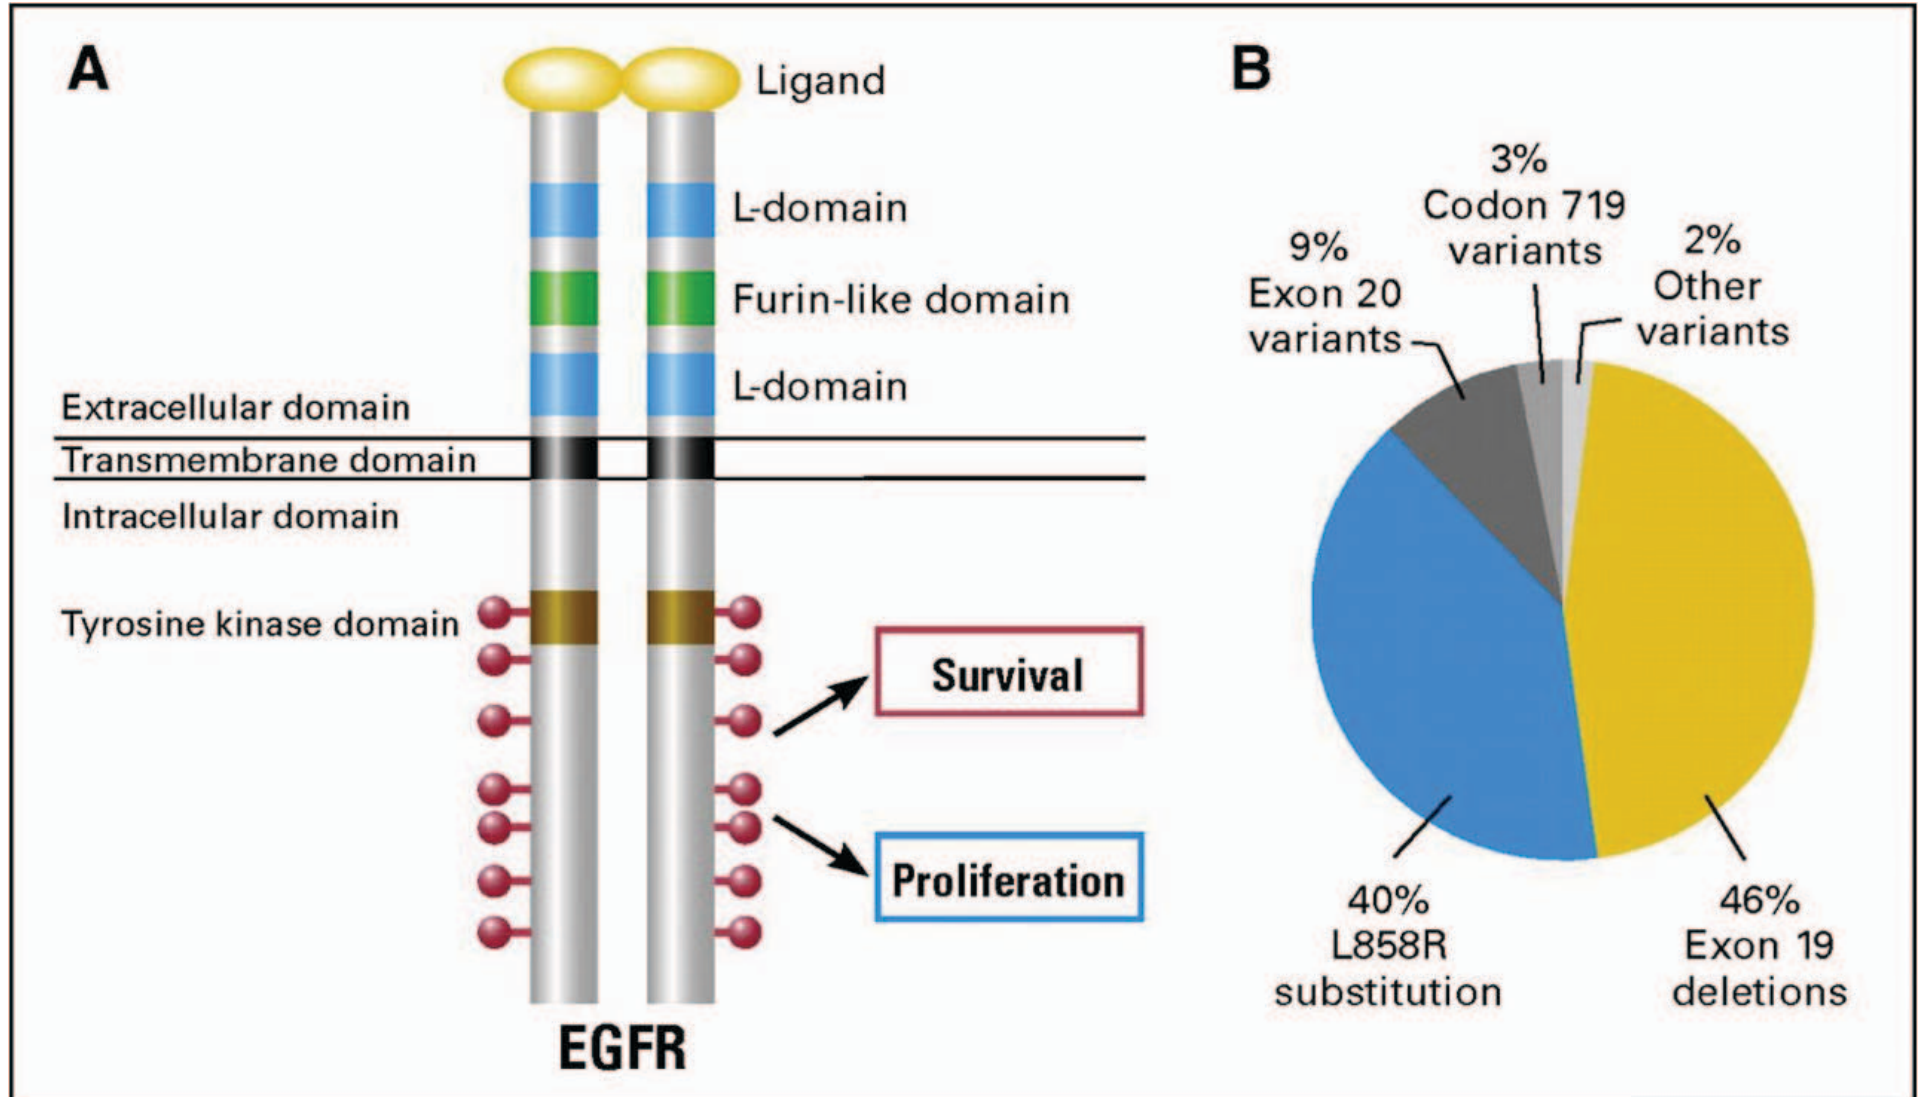 A
Ligand
L-domain
Furin-like domain
L-domain
Extracellular domain
Transmembrane domain
Intracellular domain
Tyrosine kinase domain
Survival
Proliferation
EGFR
B
3%
Codon 719
variants
9%
Exon 20
variants
2%
Other
variants
40%
L858R
substitution
46%
Exon 19
deletions